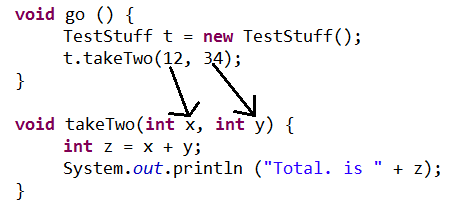 void go () {
TestStuff t = new TestStuff();
t.takeTwo(12, 34);
}
void takeTwo(int x, int y) {
int z = x + y;
System.out.println ("Total. is " + z);
}